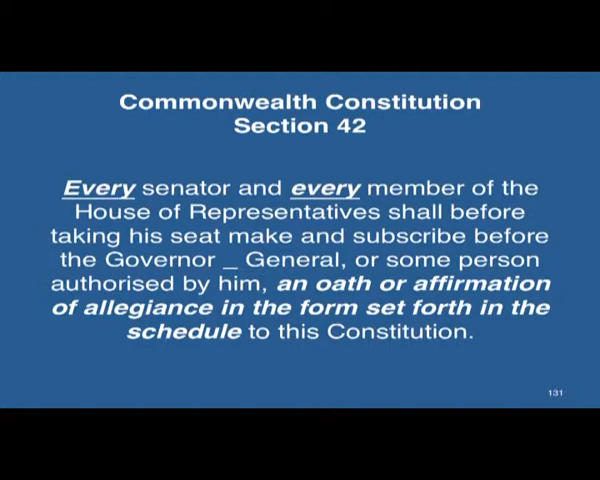 Commonwealth Constitution
Section 42
Every senator and every member of the
House of Representatives shall before
taking his seat make and subscribe before
the Governor _ General, or some person
authorised by him, an oath or affirmation
of allegiance in the form set forth in the
schedule to this Constitution.
131